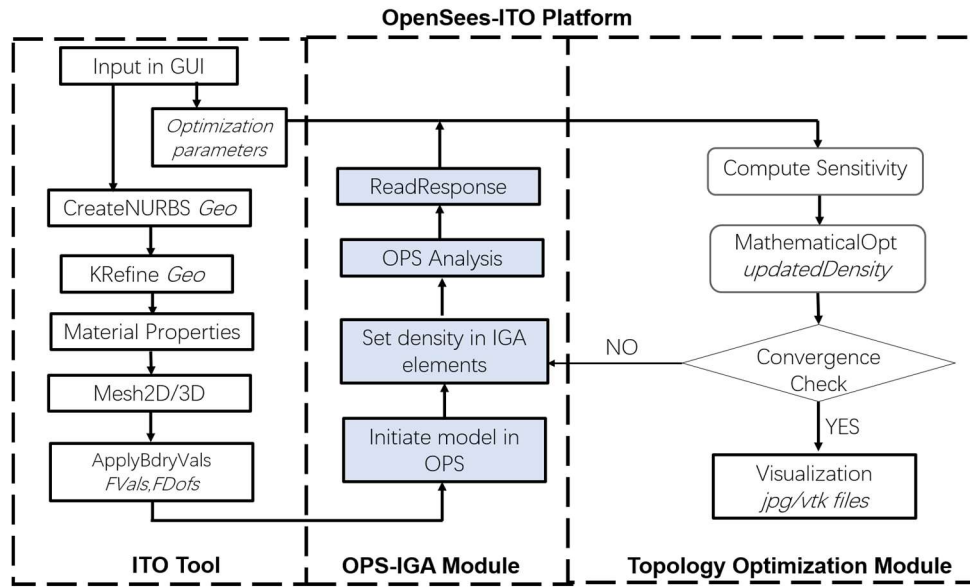 OpenSees-ITO Platform
Input in GUI
Optimization
parameters
CreateNURBS Geo
KRefine Geo
Material Properties
Mesh2D/3D
ApplyBdryVals
FVals,FDofs
ITO Tool
ReadResponse
OPS Analysis
Set density in IGA
elements
Initiate model in
OPS
OPS-IGA Module
Compute Sensitivity
MathematicalOpt
updatedDensity
NO
Convergence
Check
YES
Visualization
jpg/vtk files
Topology Optimization Module